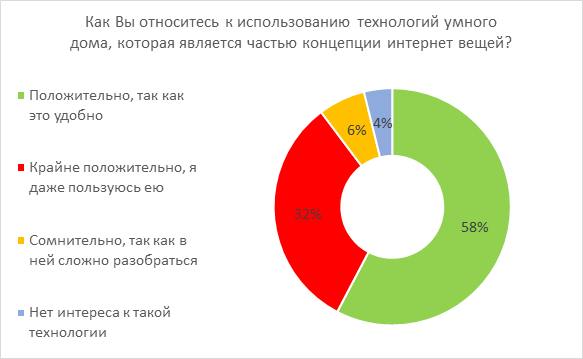 Как Вы относитесь к использованию технологий умного
дома, которая является частью концепции интернет вещей?
Положительно, так как
это удобно
Крайне положительно, я
даже пользуюсь ею
Сомнительно, так как в
ней сложно разобраться
Нет интереса к такой
технологии
4%
6%
32%
58%